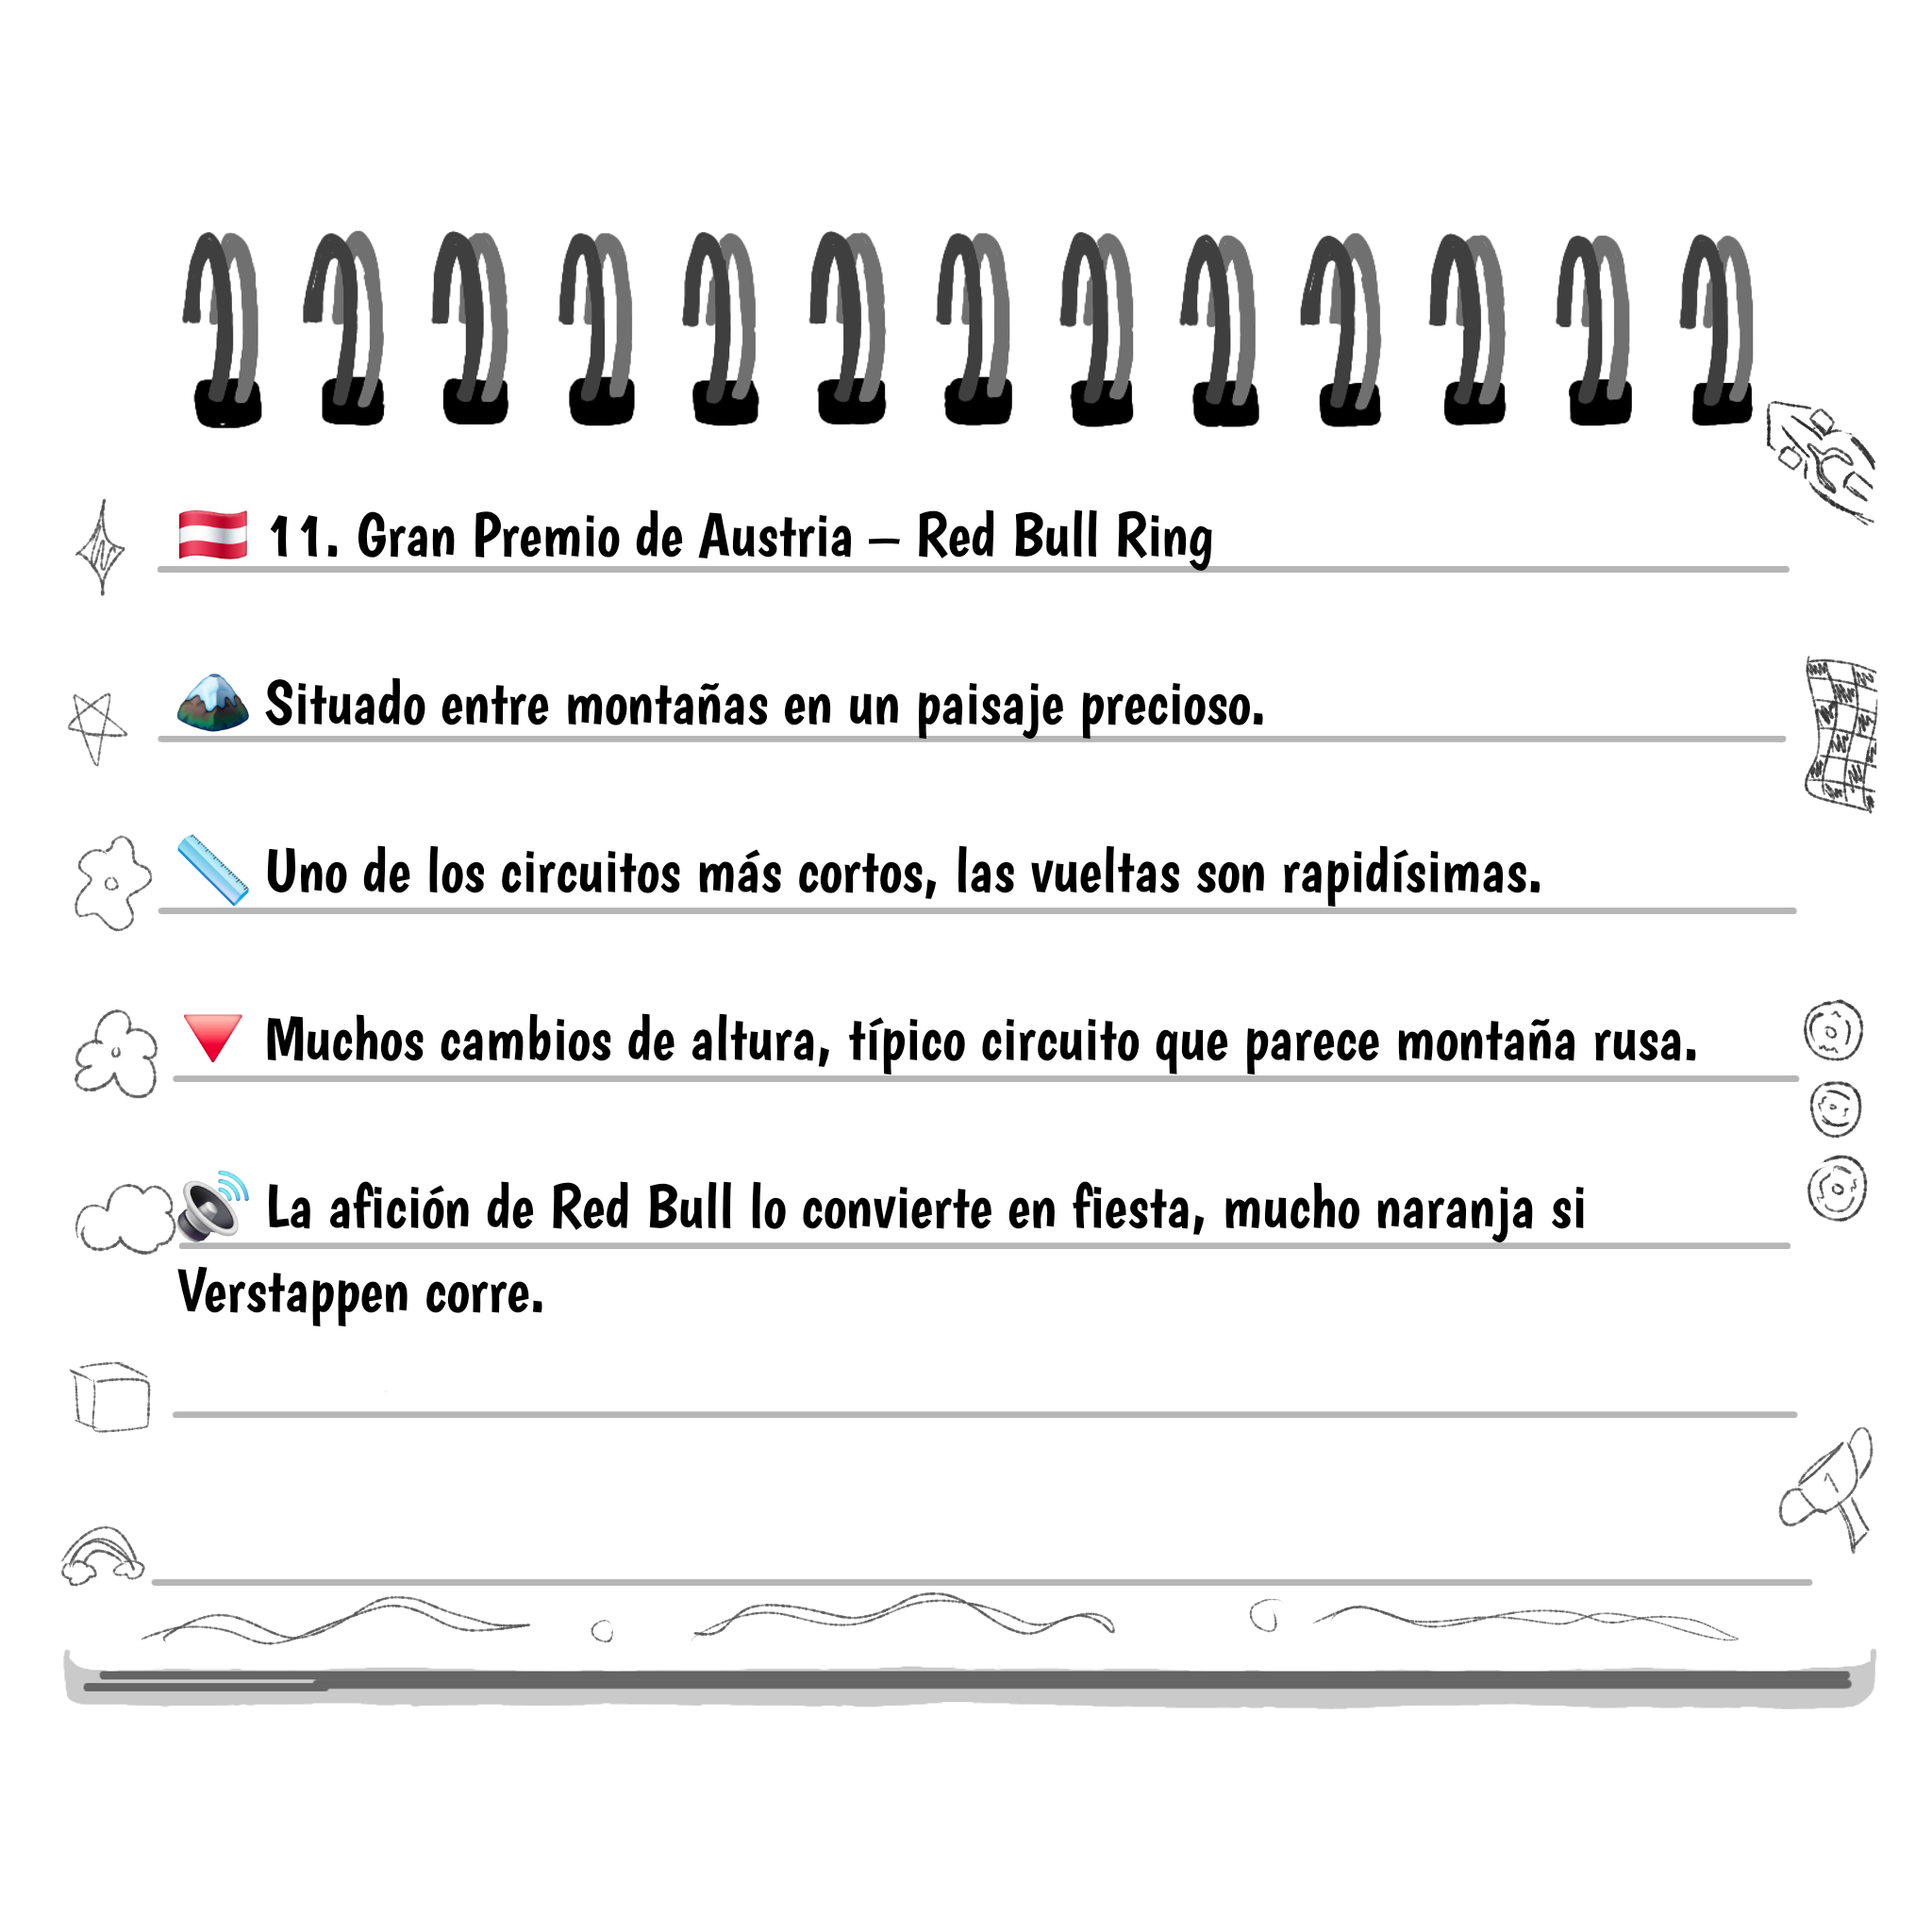 🇦🇹 11. Gran Premio de Austria – Red Bull Ring
🏔️ Situado entre montañas en un paisaje precioso.
📏 Uno de los circuitos más cortos, las vueltas son rapidísimas.
🔻 Muchos cambios de altura, típico circuito que parece montaña rusa.
🔊 La afición de Red Bull lo convierte en fiesta, mucho naranja si
Verstappen corre.